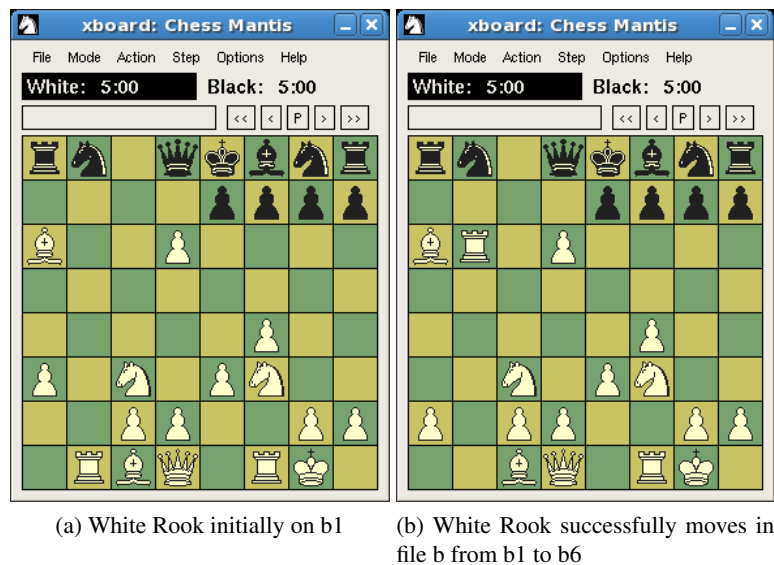 xboard: Chess Mantis
File Mode Action Step Options Help
White: 5:00 Black: 5:00
<< < P > >>
(a) White Rook initially on b1
xboard: Chess Mantis
File Mode Action Step Options Help
White: 5:00 Black: 5:00
<< < P > >>
(b) White Rook successfully moves in
file b from b1 to b6